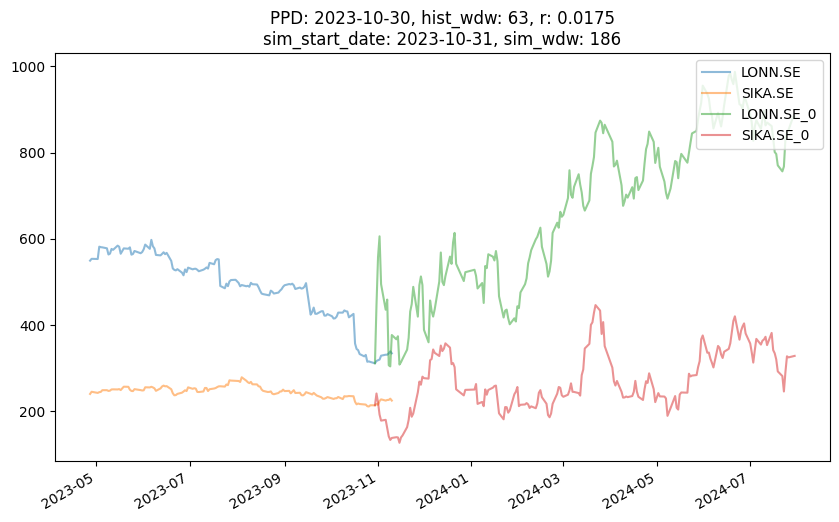 PPD: 2023-10-30, hist_wdw: 63, r: 0.0175
sim_start_date: 2023-10-31, sim_wdw: 186
1000
800
600
400
200
LONN.SE
SIKA.SE
LONN.SE_0
SIKA.SE_0
2023-05
2023-07
2023-09
2023-11
2024-01
2024-03
2024-05
2024-07